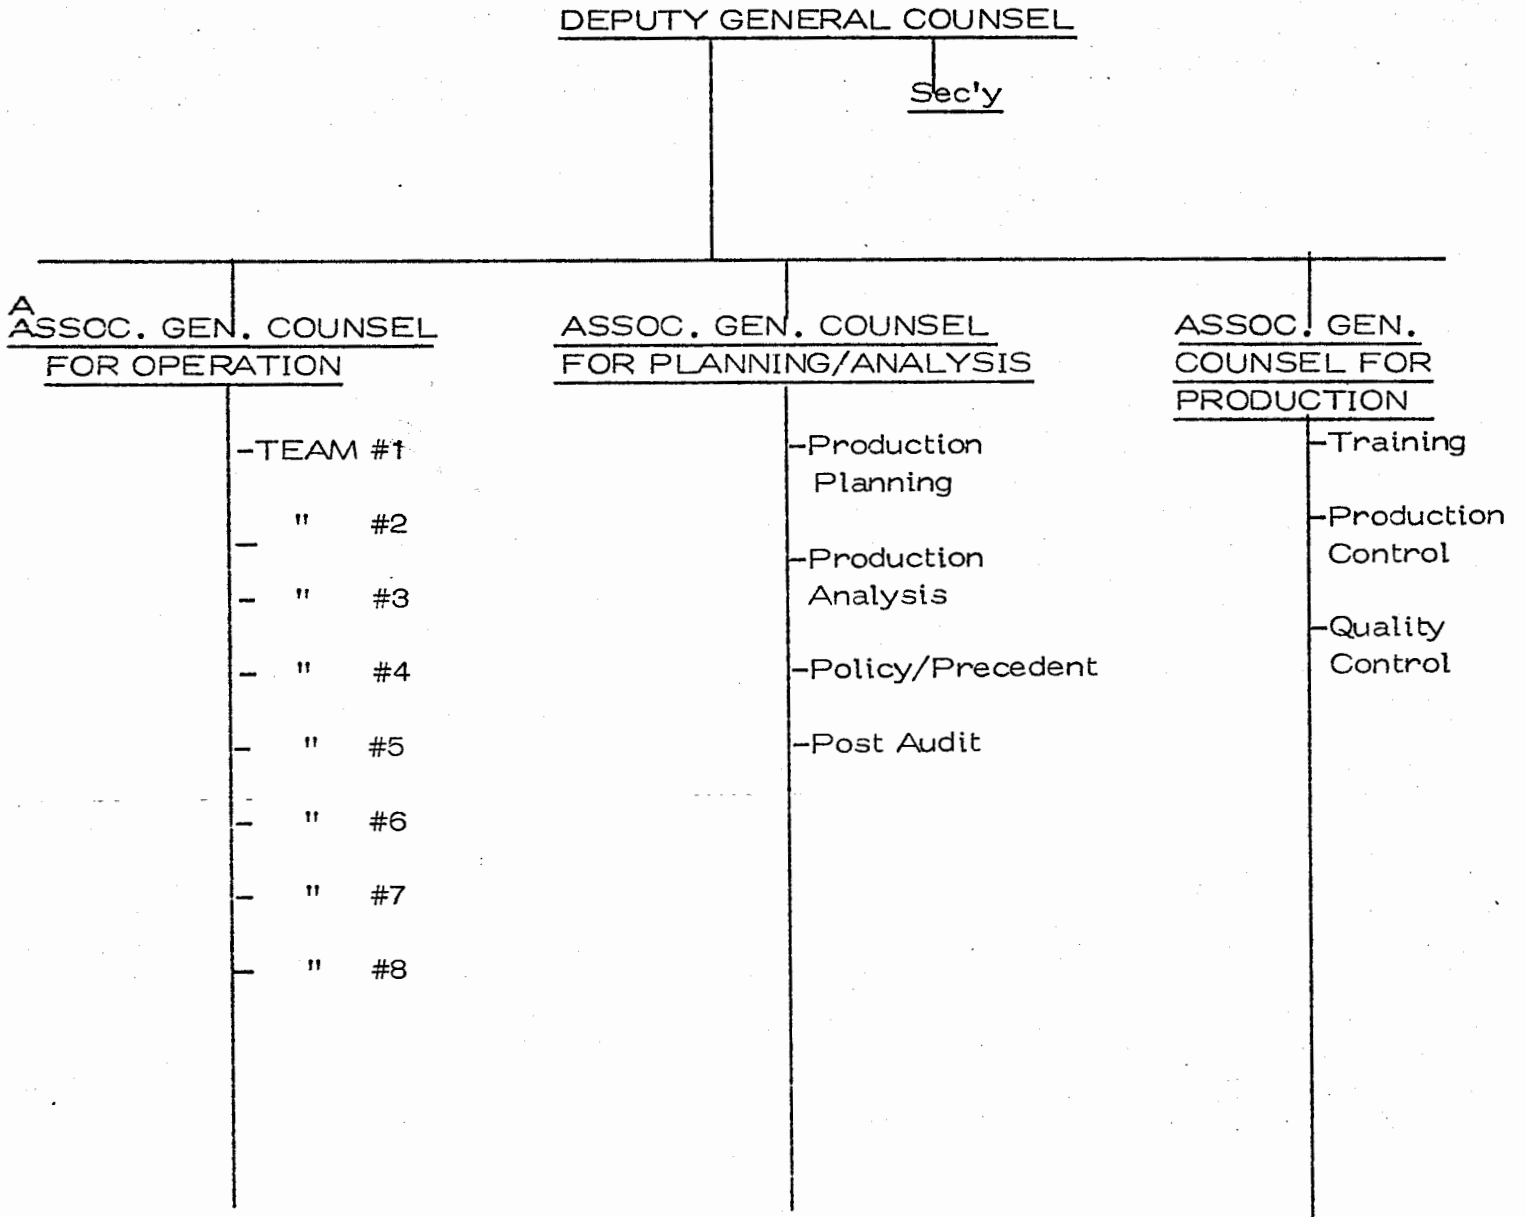 DEPUTY GENERAL COUNSEL
Sec'y
A
ASSOC. GEN. COUNSEL
FOR OPERATION
-TEAM #1
" #2
- " #3
- " #4
- " #5
- " #6
- " #7
- " #8
ASSOC. GEN. COUNSEL
FOR PLANNING/ANALYSIS
-Production
Planning
-Production
Analysis
-Policy/Precedent
-Post Audit
ASSOC. GEN.
COUNSEL FOR
PRODUCTION
-Training
-Production
Control
-Quality
Control